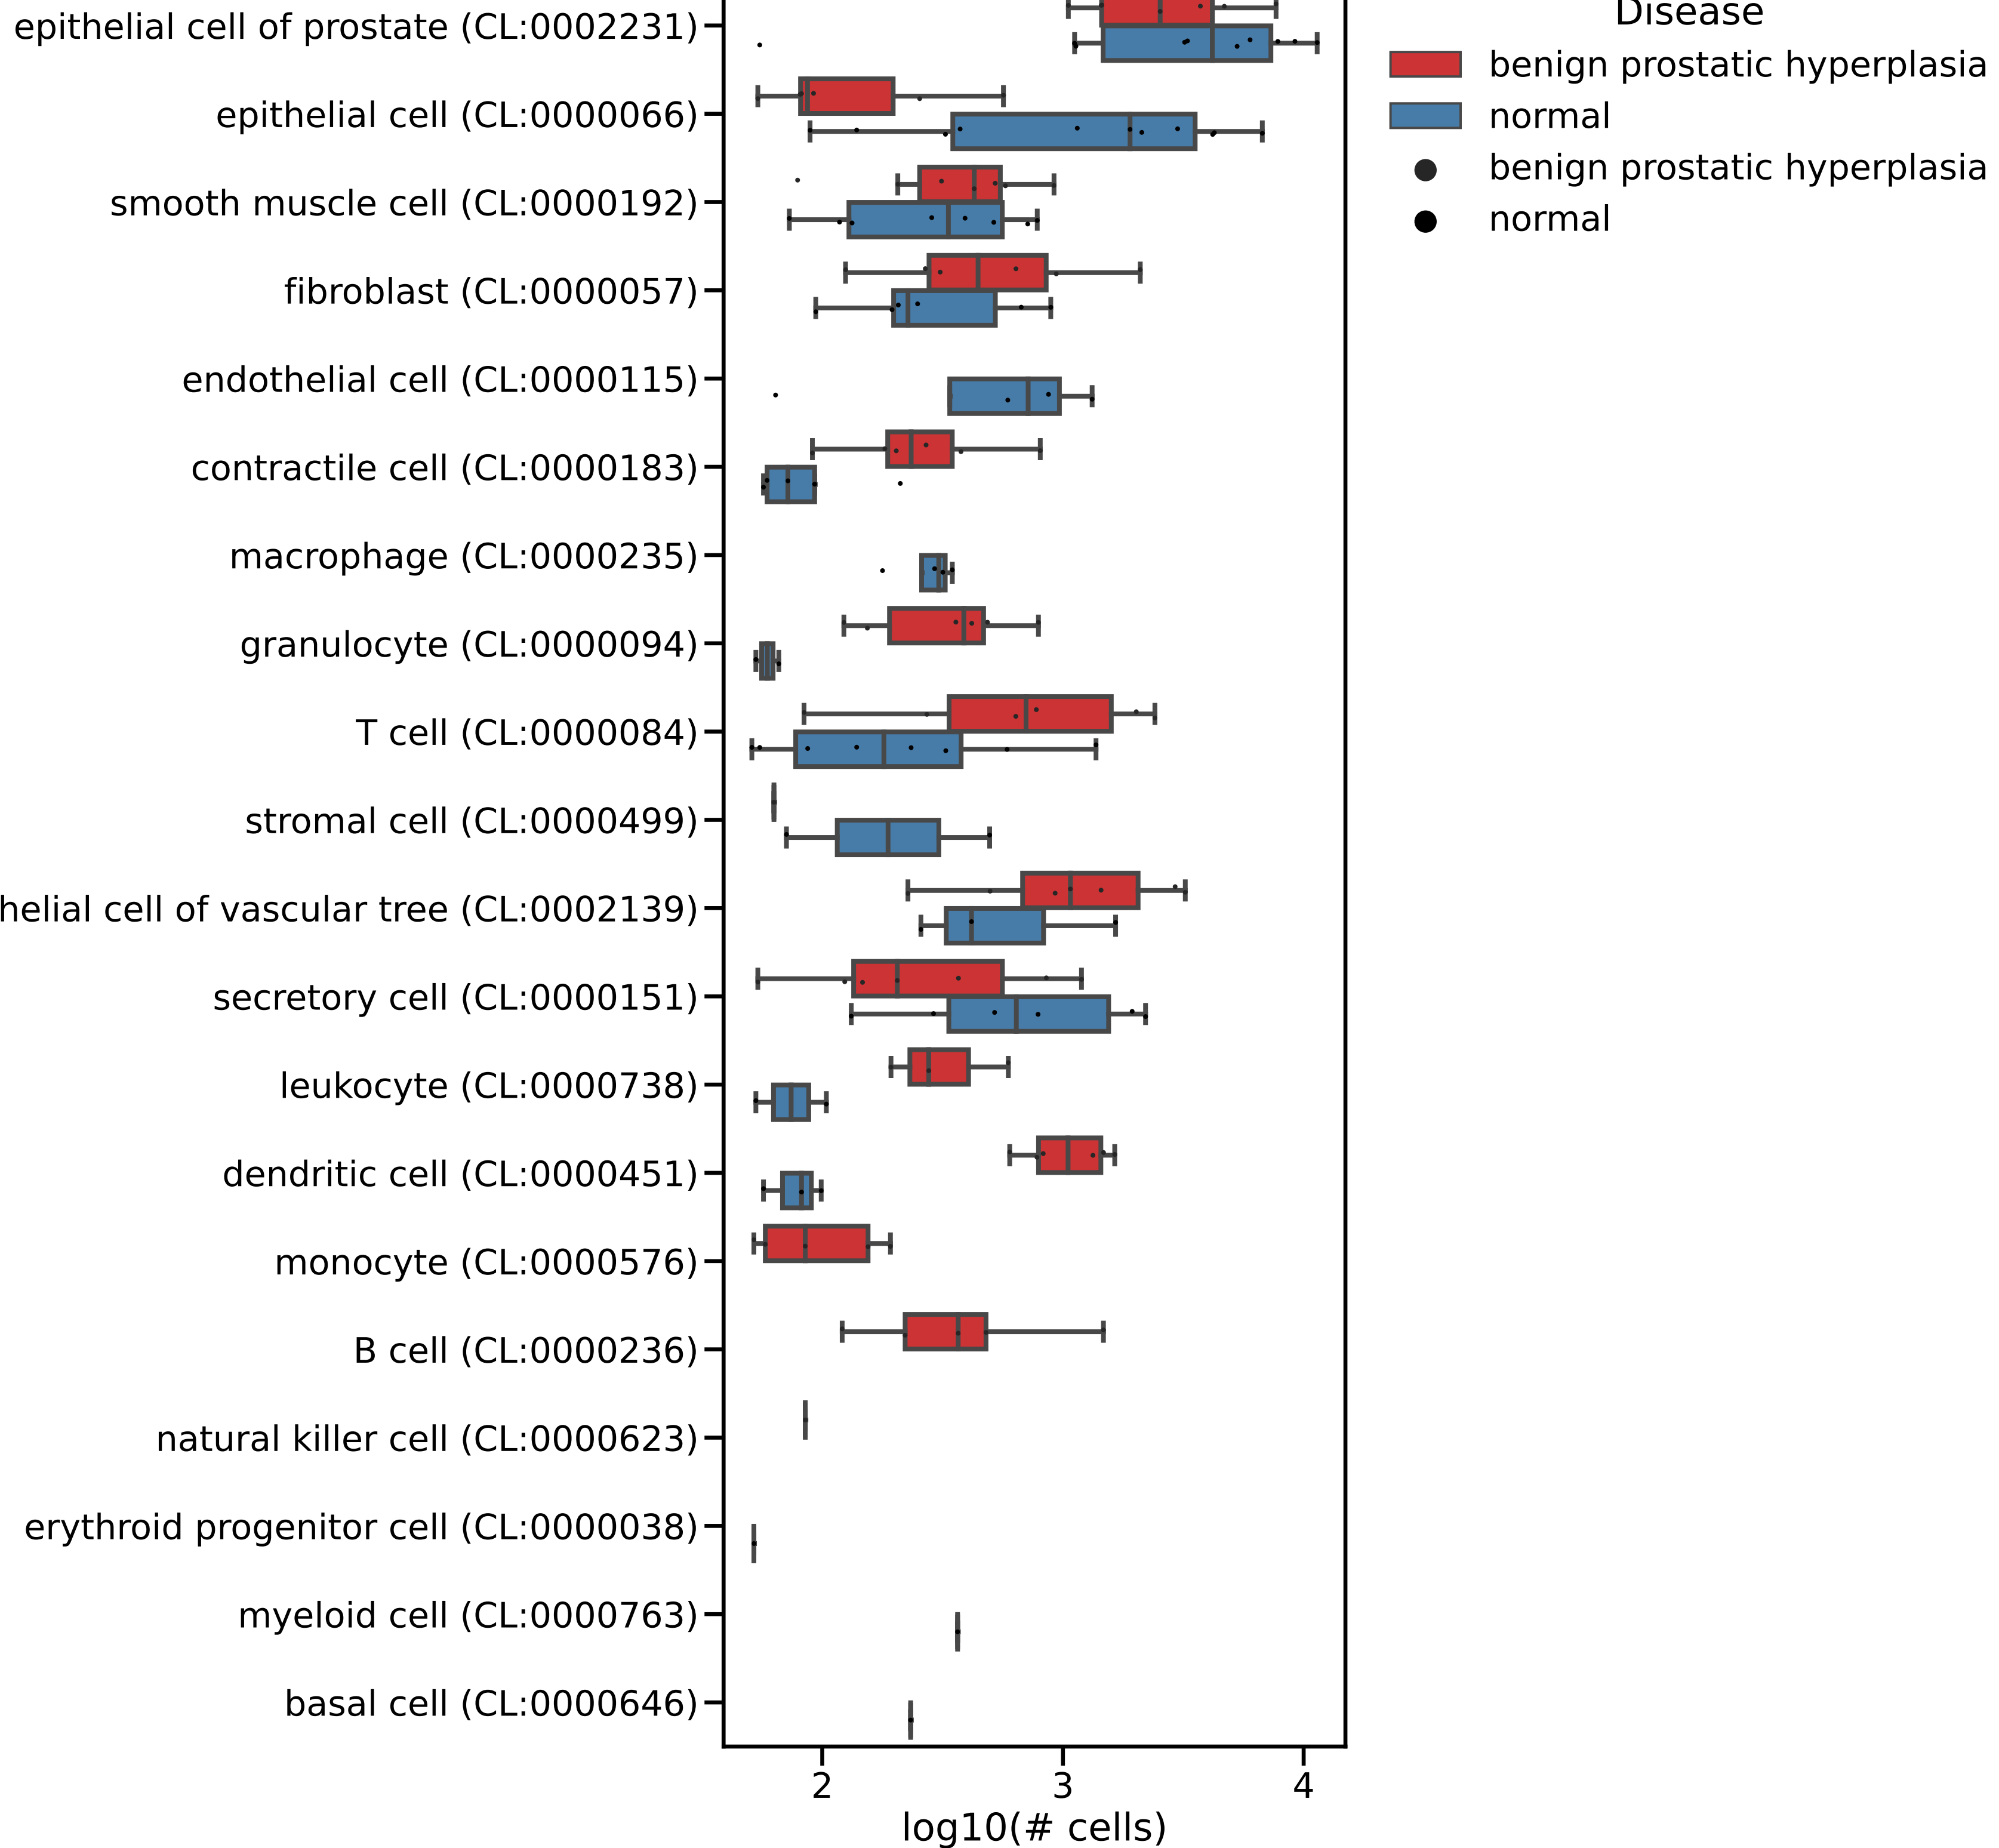 Disease
epithelial cell of prostate (CL:0002231)
benign prostatic hyperplasia
normal
benign prostatic hyperplasia
normal
epithelial cell (CL:0000066)
smooth muscle cell (CL:0000192)
fibroblast (CL:0000057)
endothelial cell (CL:0000115)
contractile cell (CL:0000183)
macrophage (CL:0000235)
granulocyte (CL:0000094)
T cell (CL:0000084)
stromal cell (CL:0000499)
helial cell of vascular tree (CL:0002139)
secretory cell (CL:0000151)
leukocyte (CL:0000738)
dendritic cell (CL:0000451)
monocyte (CL:0000576)
B cell (CL:0000236)
natural killer cell (CL:0000623)
erythroid progenitor cell (CL:0000038)
myeloid cell (CL:0000763)
basal cell (CL:0000646)
2 3 4
log10(# cells)